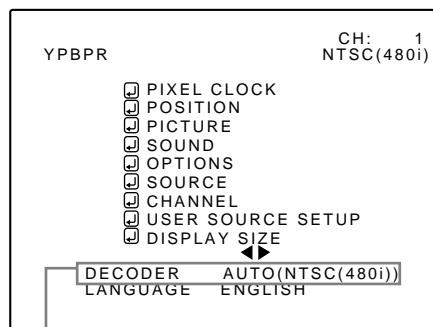 CH: 1
YPBPR NTSC(480i)
PIXEL CLOCK
POSITION
PICTURE
SOUND
OPTIONS
SOURCE
CHANNEL
USER SOURCE SETUP
DISPLAY SIZE
DECODER AUTO(NTSC(480i))
LANGUAGE ENGLISH